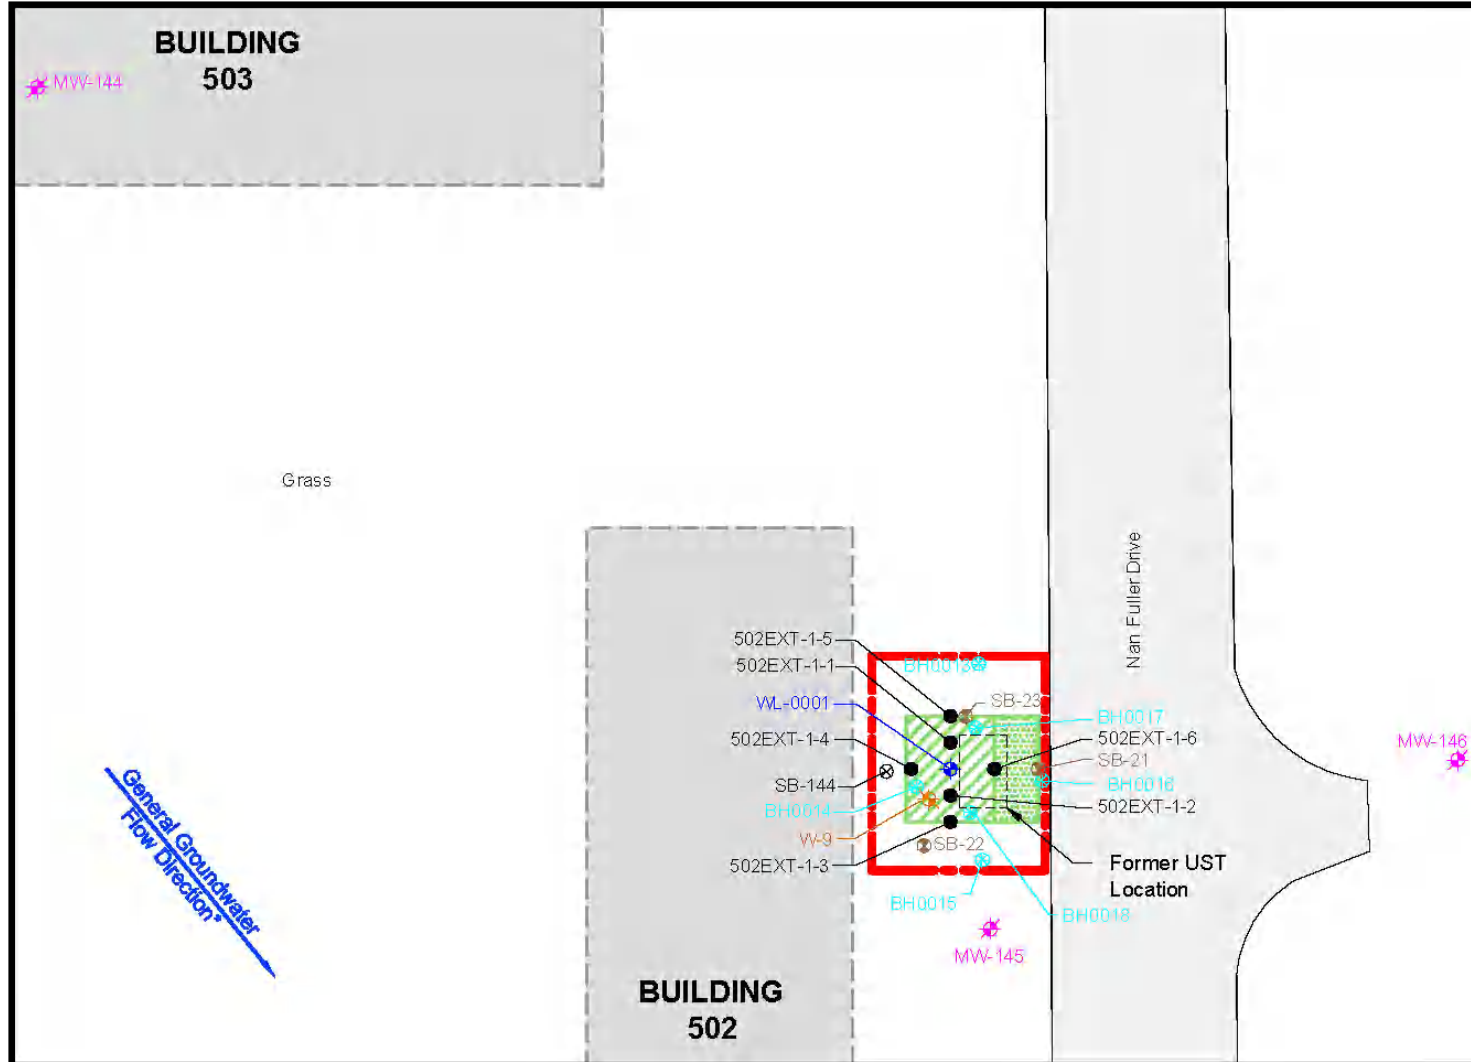 BUILDING
503
MW-144
Grass
Nan Fuller Drive
502EXT-1-5
502EXT-1-1
WL-0001
502EXT-1-4
SB-144
BH0014
W-9
502EXT-1-3
BH0013
SB-23
BH0017
502EXT-1-6
SB-21
BH0016
502EXT-1-2
SB-22
Former UST
Location
BH0015
BH0018
MW-145
MW-146
General Groundwater
Flow Direction*
BUILDING
502